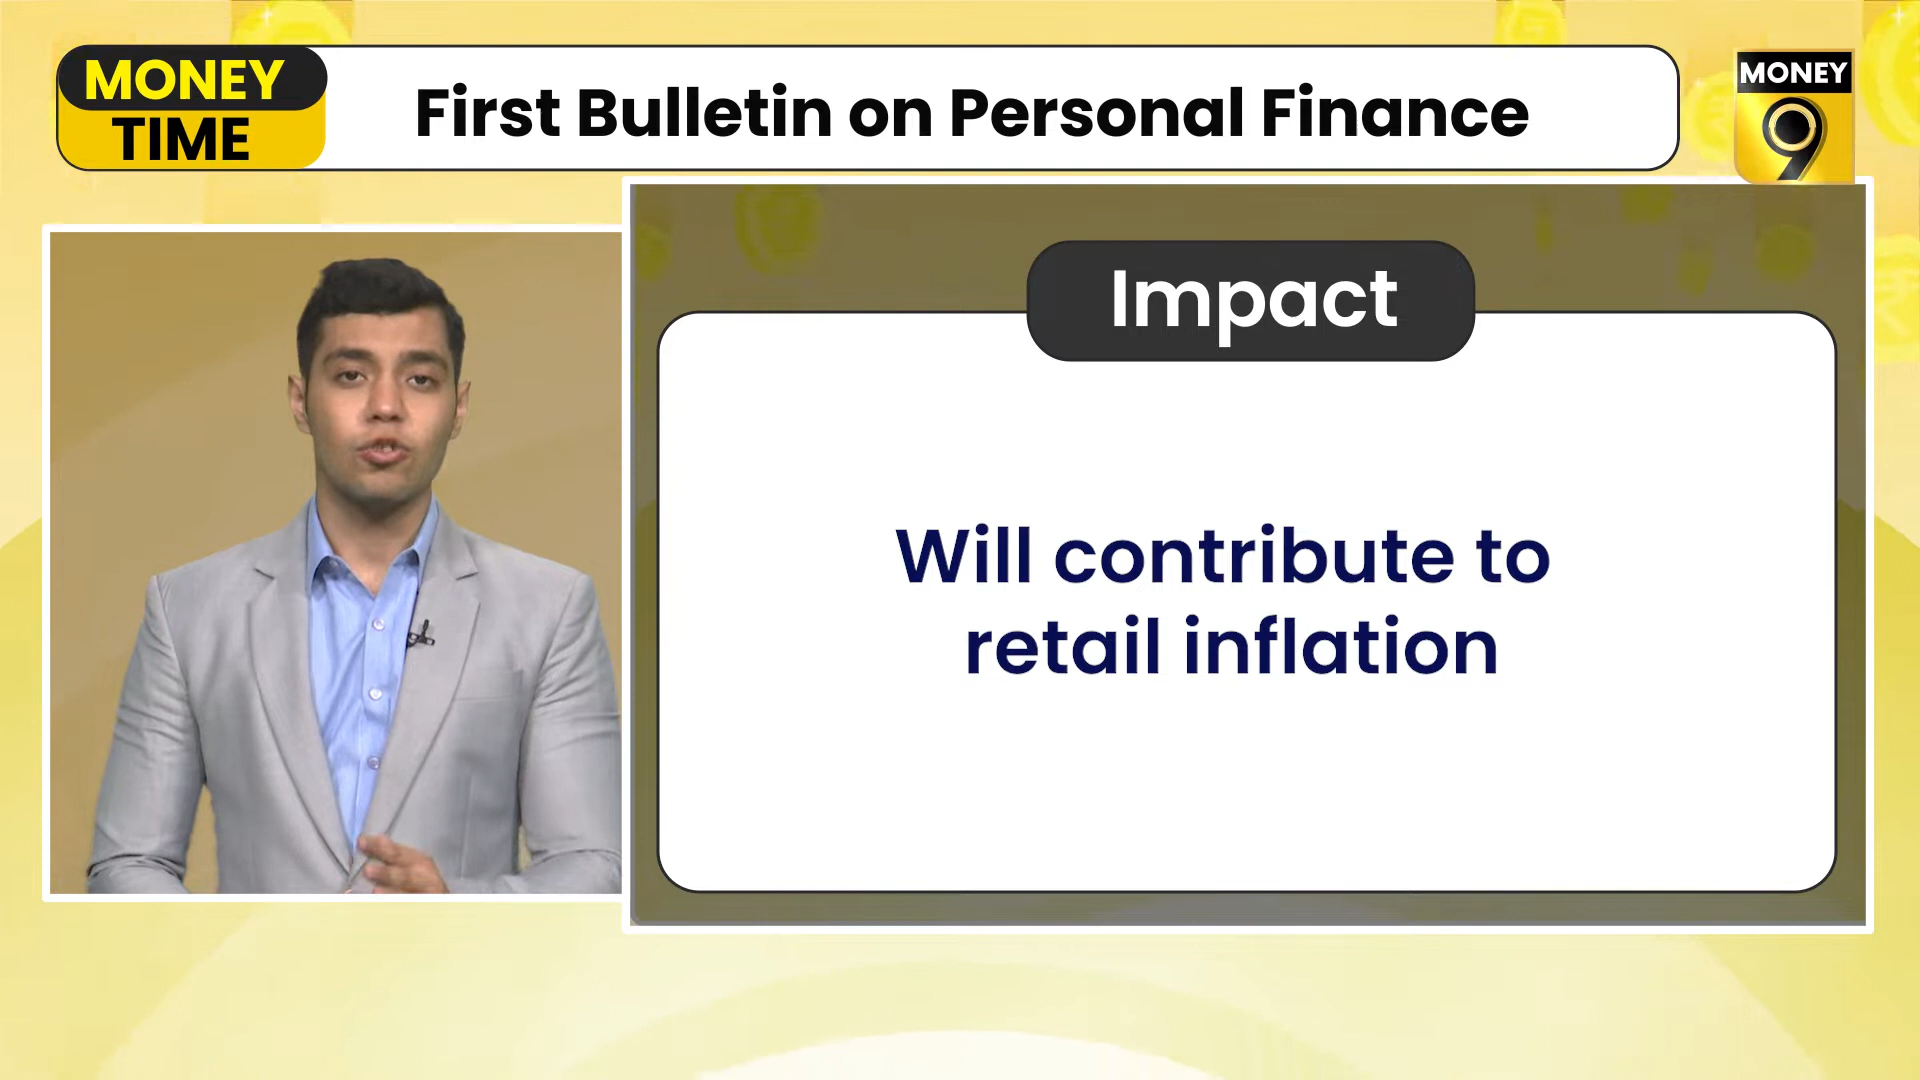 MONEY
TIME
First Bulletin on Personal Finance
MONEY
9
Impact
Will contribute to
retail inflation